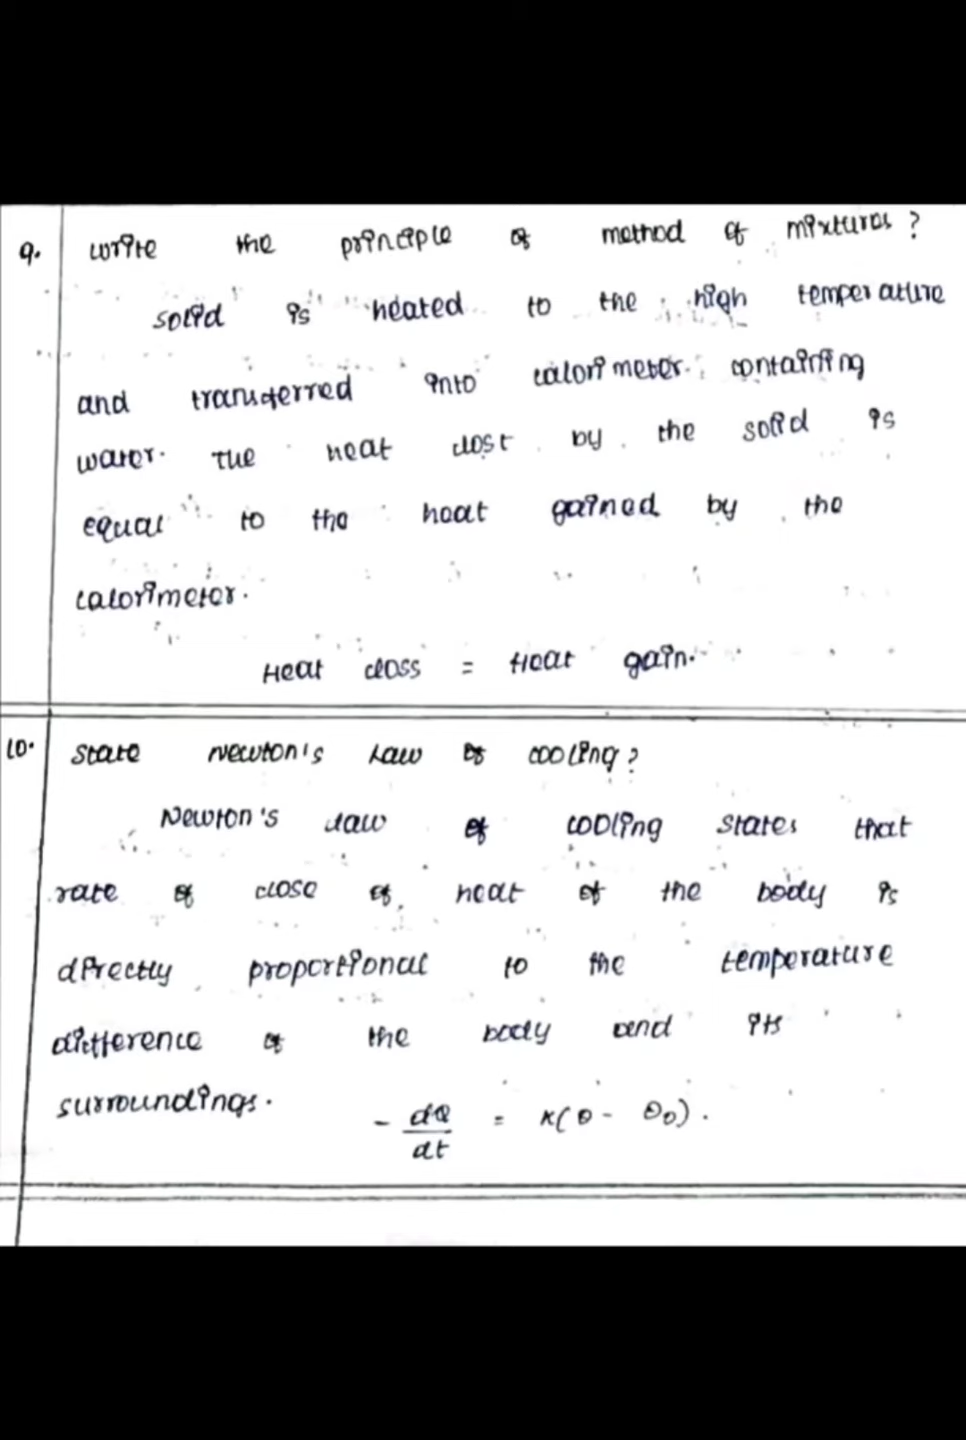 9. Write the principle of method of mixtures?
solid is heated to the high temperature
and transferred into calorimeter containing
water. The heat lost by the solid is
equal to the heat gained by the
calorimeter.
Heat loss = Heat gain.
10. State Newton's Law of cooling?
Newton's law of cooling states that
rate of lose of heat of the body is
directly proportional to the temperature
difference of the body and its
surroundings.
- dQ/dt = K(θ - θ0).